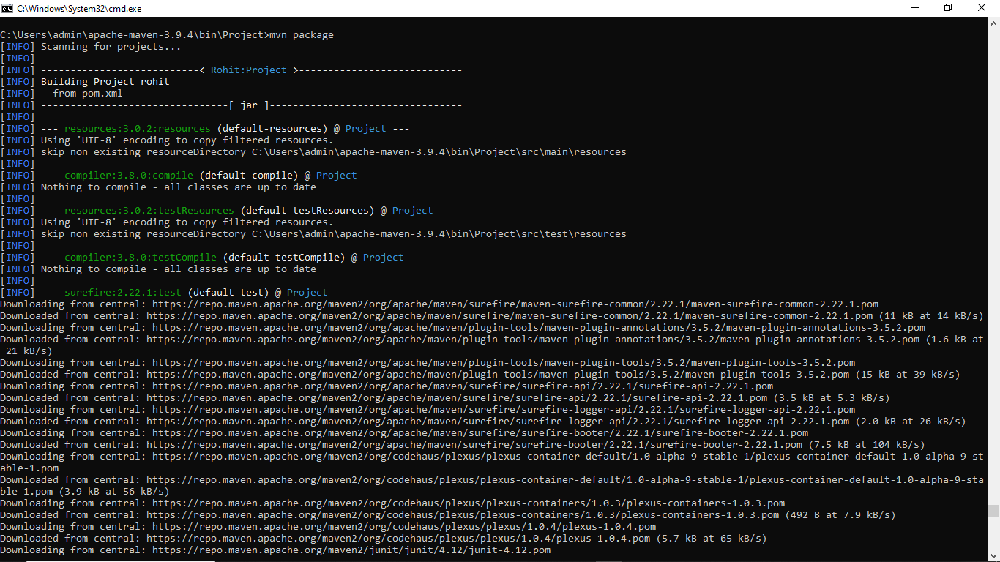 C:\Windows\System32\cmd.exe
C:\Users\admin\apache-maven-3.9.4\bin\Project>mvn package
[INFO] Scanning for projects...
[INFO]
[INFO] ---------------------------< Rohit:Project >----------------------------
[INFO] Building Project rohit
[INFO]   from pom.xml
[INFO] --------------------------------[ jar ]---------------------------------
[INFO]
[INFO] --- resources:3.0.2:resources (default-resources) @ Project ---
[INFO] Using 'UTF-8' encoding to copy filtered resources.
[INFO] skip non existing resourceDirectory C:\Users\admin\apache-maven-3.9.4\bin\Project\src\main\resources
[INFO]
[INFO] --- compiler:3.8.0:compile (default-compile) @ Project ---
[INFO] Nothing to compile - all classes are up to date
[INFO]
[INFO] --- resources:3.0.2:testResources (default-testResources) @ Project ---
[INFO] Using 'UTF-8' encoding to copy filtered resources.
[INFO] skip non existing resourceDirectory C:\Users\admin\apache-maven-3.9.4\bin\Project\src\test\resources
[INFO]
[INFO] --- compiler:3.8.0:testCompile (default-testCompile) @ Project ---
[INFO] Nothing to compile - all classes are up to date
[INFO]
[INFO] --- surefire:2.22.1:test (default-test) @ Project ---
Downloading from central: https://repo.maven.apache.org/maven2/org/apache/maven/surefire/maven-surefire-common/2.22.1/maven-surefire-common-2.22.1.pom
Downloaded from central: https://repo.maven.apache.org/maven2/org/apache/maven/surefire/maven-surefire-common/2.22.1/maven-surefire-common-2.22.1.pom (11 kB at 14 kB/s)
Downloading from central: https://repo.maven.apache.org/maven2/org/apache/maven/plugin-tools/maven-plugin-annotations/3.5.2/maven-plugin-annotations-3.5.2.pom
Downloaded from central: https://repo.maven.apache.org/maven2/org/apache/maven/plugin-tools/maven-plugin-annotations/3.5.2/maven-plugin-annotations-3.5.2.pom (1.6 kB at
 21 kB/s)
Downloading from central: https://repo.maven.apache.org/maven2/org/apache/maven/plugin-tools/maven-plugin-tools/3.5.2/maven-plugin-tools-3.5.2.pom
Downloaded from central: https://repo.maven.apache.org/maven2/org/apache/maven/plugin-tools/maven-plugin-tools/3.5.2/maven-plugin-tools-3.5.2.pom (15 kB at 39 kB/s)
Downloading from central: https://repo.maven.apache.org/maven2/org/apache/maven/surefire/surefire-api/2.22.1/surefire-api-2.22.1.pom
Downloaded from central: https://repo.maven.apache.org/maven2/org/apache/maven/surefire/surefire-api/2.22.1/surefire-api-2.22.1.pom (3.5 kB at 5.3 kB/s)
Downloading from central: https://repo.maven.apache.org/maven2/org/apache/maven/surefire/surefire-logger-api/2.22.1/surefire-logger-api-2.22.1.pom
Downloaded from central: https://repo.maven.apache.org/maven2/org/apache/maven/surefire/surefire-logger-api/2.22.1/surefire-logger-api-2.22.1.pom (2.0 kB at 26 kB/s)
Downloading from central: https://repo.maven.apache.org/maven2/org/apache/maven/surefire/surefire-booter/2.22.1/surefire-booter-2.22.1.pom
Downloaded from central: https://repo.maven.apache.org/maven2/org/apache/maven/surefire/surefire-booter/2.22.1/surefire-booter-2.22.1.pom (7.5 kB at 104 kB/s)
Downloading from central: https://repo.maven.apache.org/maven2/org/codehaus/plexus/plexus-container-default/1.0-alpha-9-stable-1/plexus-container-default-1.0-alpha-9-st
able-1.pom
Downloaded from central: https://repo.maven.apache.org/maven2/org/codehaus/plexus/plexus-container-default/1.0-alpha-9-stable-1/plexus-container-default-1.0-alpha-9-sta
ble-1.pom (3.9 kB at 56 kB/s)
Downloading from central: https://repo.maven.apache.org/maven2/org/codehaus/plexus/plexus-containers/1.0.3/plexus-containers-1.0.3.pom
Downloaded from central: https://repo.maven.apache.org/maven2/org/codehaus/plexus/plexus-containers/1.0.3/plexus-containers-1.0.3.pom (492 B at 7.9 kB/s)
Downloading from central: https://repo.maven.apache.org/maven2/org/codehaus/plexus/plexus/1.0.4/plexus-1.0.4.pom
Downloaded from central: https://repo.maven.apache.org/maven2/org/codehaus/plexus/plexus/1.0.4/plexus-1.0.4.pom (5.7 kB at 65 kB/s)
Downloading from central: https://repo.maven.apache.org/maven2/junit/junit/4.12/junit-4.12.pom